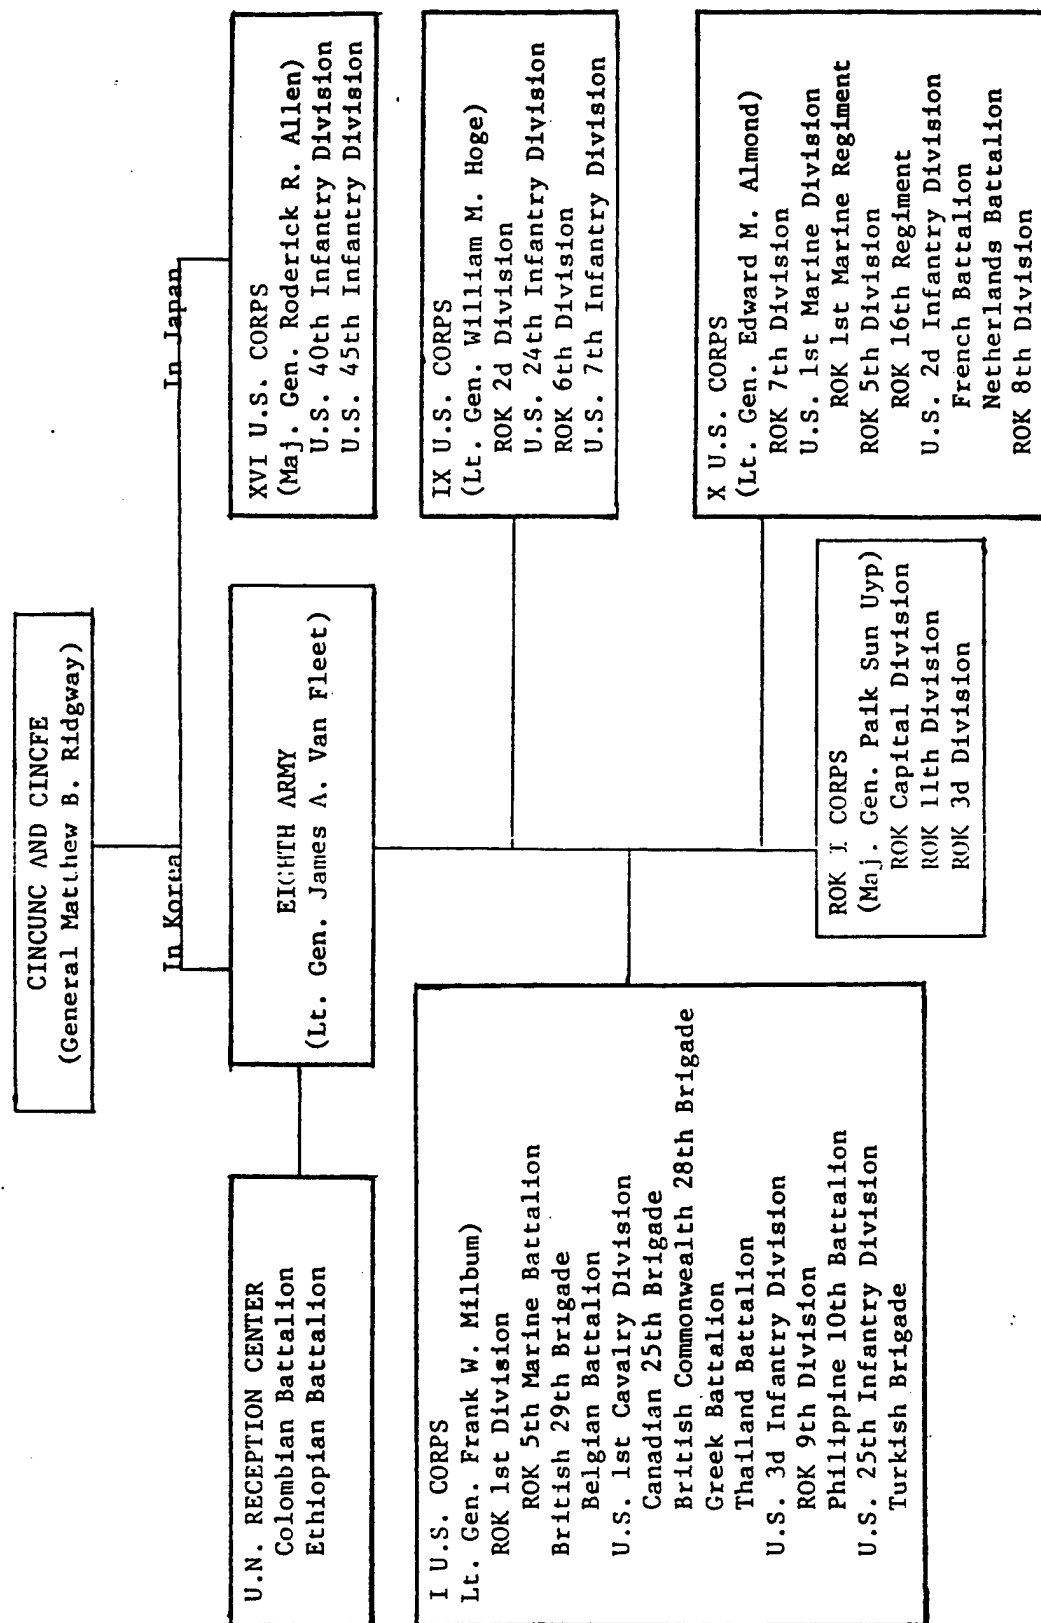 CINCUNC AND CINCFE
(General Matthew B. Ridgway)
In Korea
In Japan
U.N. RECEPTION CENTER
Colombian Battalion
Ethiopian Battalion
EIGHTH ARMY
(Lt. Gen. James A. Van Fleet)
XVI U.S. CORPS
(Maj. Gen. Roderick R. Allen)
U.S. 40th Infantry Division
U.S. 45th Infantry Division
I U.S. CORPS
Lt. Gen. Frank W. Milbum)
ROK 1st Division
ROK 5th Marine Battalion
British 29th Brigade
Belgian Battalion
U.S. 1st Cavalry Division
Canadian 25th Brigade
British Commonwealth 28th Brigade
Greek Battalion
Thailand Battalion
U.S. 3d Infantry Division
ROK 9th Division
Philippine 10th Battalion
U.S. 25th Infantry Division
Turkish Brigade
IX U.S. CORPS
(Lt. Gen. William M. Hoge)
ROK 2d Division
U.S. 24th Infantry Division
ROK 6th Division
U.S. 7th Infantry Division
X U.S. CORPS
(Lt. Gen. Edward M. Almond)
ROK 7th Division
U.S. 1st Marine Division
ROK 1st Marine Regiment
ROK 5th Division
ROK 16th Regiment
U.S. 2d Infantry Division
French Battalion
Netherlands Battalion
ROK 8th Division
ROK I CORPS
(Maj. Gen. Paik Sun Uyp)
ROK Capital Division
ROK 11th Division
ROK 3d Division